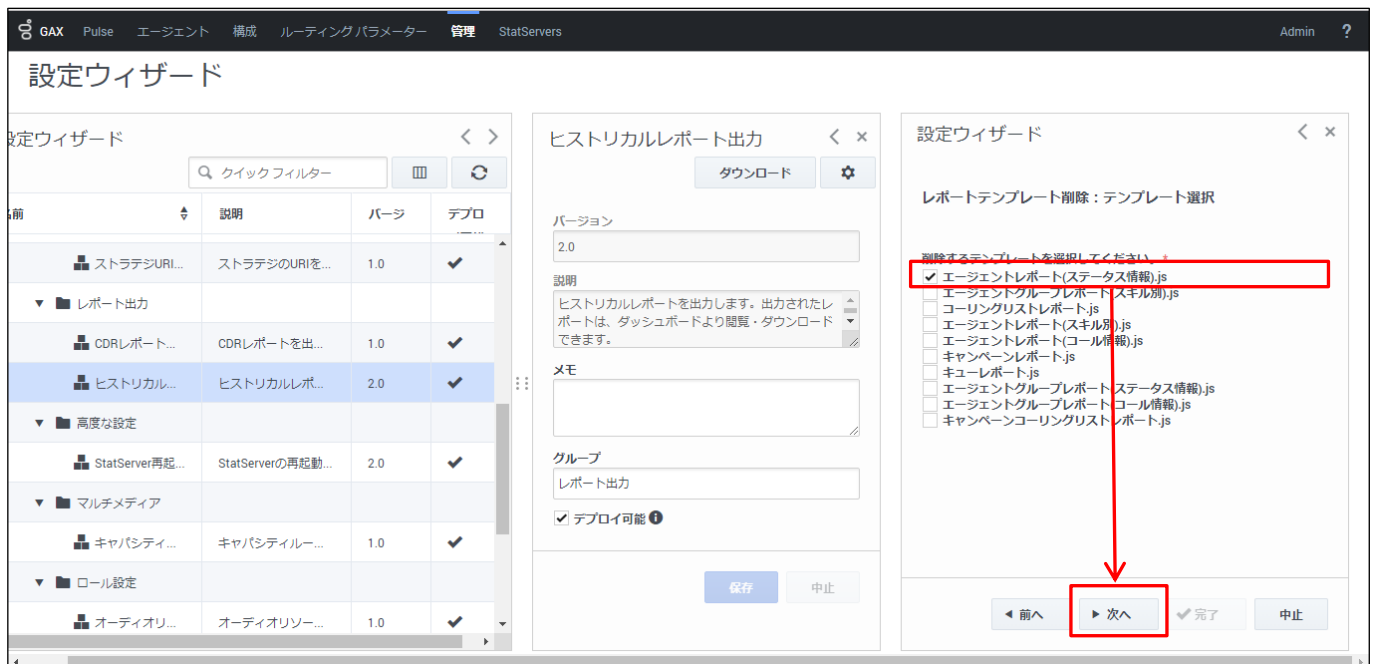 GAX Pulse エージェント 構成 ルーティング パラメーター 管理 StatServers Admin ?
設定ウィザード
設定ウィザード
クイック フィルター
名前 説明 バージ デプロ
ストラテジURI... ストラテジのURIを... 1.0
レポート出力
CDRレポート... CDRレポートを出... 1.0
ヒストリカル... ヒストリカルレポ... 2.0
高度な設定
StatServer再起... StatServerの再起動... 2.0
マルチメディア
キャパシティ... キャパシティルー... 1.0
ロール設定
オーディオリ... オーディオリソー... 1.0
ヒストリカルレポート出力
ダウンロード
バージョン
2.0
説明
ヒストリカルレポートを出力します。出力されたレ
ポートは、ダッシュボードより閲覧・ダウンロード
できます。
メモ
グループ
レポート出力
デプロイ可能
保存 中止
設定ウィザード
レポートテンプレート削除：テンプレート選択
削除するテンプレートを選択してください。*
エージェントレポート(ステータス情報).js
エージェントグループレポート(スキル別).js
コーリングリストレポート.js
エージェントレポート(スキル別).js
エージェントレポート(コール情報).js
キャンペーンレポート.js
キューレポート.js
エージェントグループレポート(ステータス情報).js
エージェントグループレポート(コール情報).js
キャンペーンコーリングリストレポート.js
前へ 次へ 完了 中止